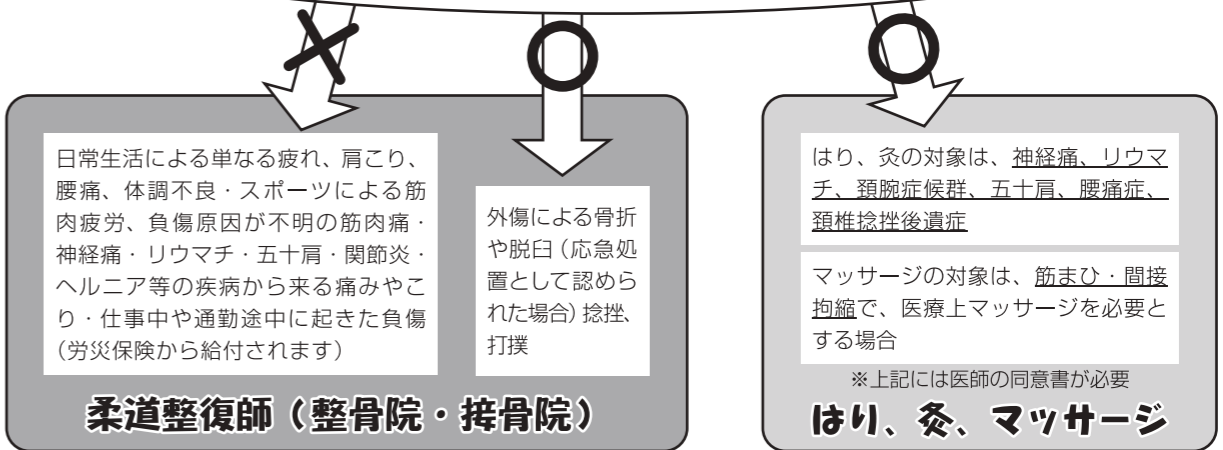 日常生活による単なる疲れ、肩こり、
腰痛、体調不良・スポーツによる筋
肉疲労、負傷原因が不明の筋肉痛・
神経痛・リウマチ・五十肩・関節炎・
ヘルニア等の疾病から来る痛みやこ
り・仕事中や通勤途中に起きた負傷
(労災保険から給付されます)
外傷による骨折
や脱臼(応急処
置として認めら
れた場合)捻挫、
打撲
柔道整復師(整骨院・接骨院)
はり、灸の対象は、神経痛、リウマ
チ、頚腕症候群、五十肩、腰痛症、
頚椎捻挫後遺症
マッサージの対象は、筋まひ・間接
拘縮で、医療上マッサージを必要と
する場合
※上記には医師の同意書が必要
はり、灸、マッサージ